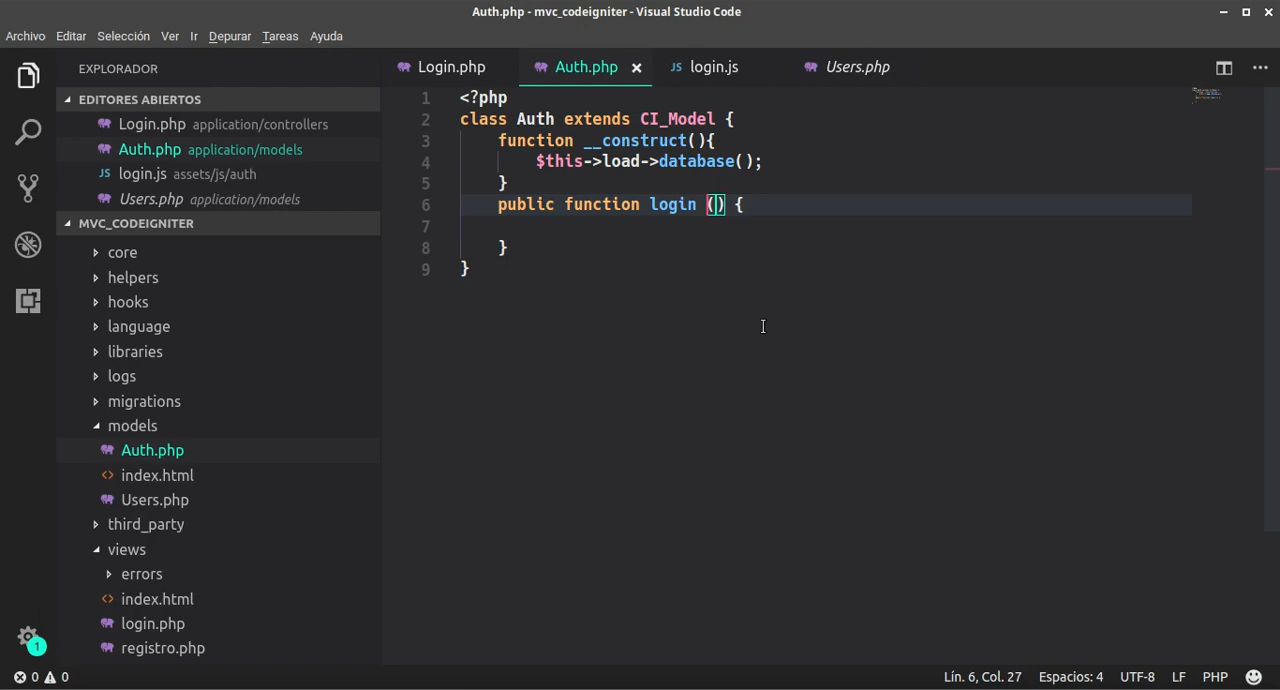 Auth.php - mvc_codeigniter - Visual Studio Code
Archivo Editar Selección Ver Ir Depurar Tareas Ayuda
EXPLORADOR
EDITORES ABIERTOS
Login.php application/controllers
Auth.php application/models
JS login.js assets/js/auth
Users.php application/models
MVC_CODEIGNITER
core
helpers
hooks
language
libraries
logs
migrations
models
Auth.php
<> index.html
Users.php
third_party
views
errors
<> index.html
login.php
registro.php
1
Login.php Auth.php JS login.js Users.php
1 <?php
2 class Auth extends CI_Model {
3 function __construct(){
4 $this->load->database();
5 }
6 public function login () {
7
8 }
9 }
0 0 Lín. 6, Col. 27 Espacios: 4 UTF-8 LF PHP